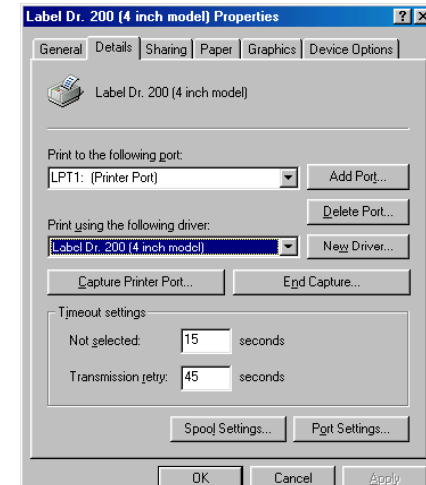 Label Dr. 200 (4 inch model) Properties
General Details Sharing Paper Graphics Device Options
Label Dr. 200 (4 inch model)
Print to the following port:
LPT1: (Printer Port) Add Port...
Delete Port...
Print using the following driver:
Label Dr. 200 (4 inch model) New Driver...
Capture Printer Port... End Capture...
Timeout settings
Not selected: 15 seconds
Transmission retry: 45 seconds
Spool Settings... Port Settings...
OK Cancel Apply